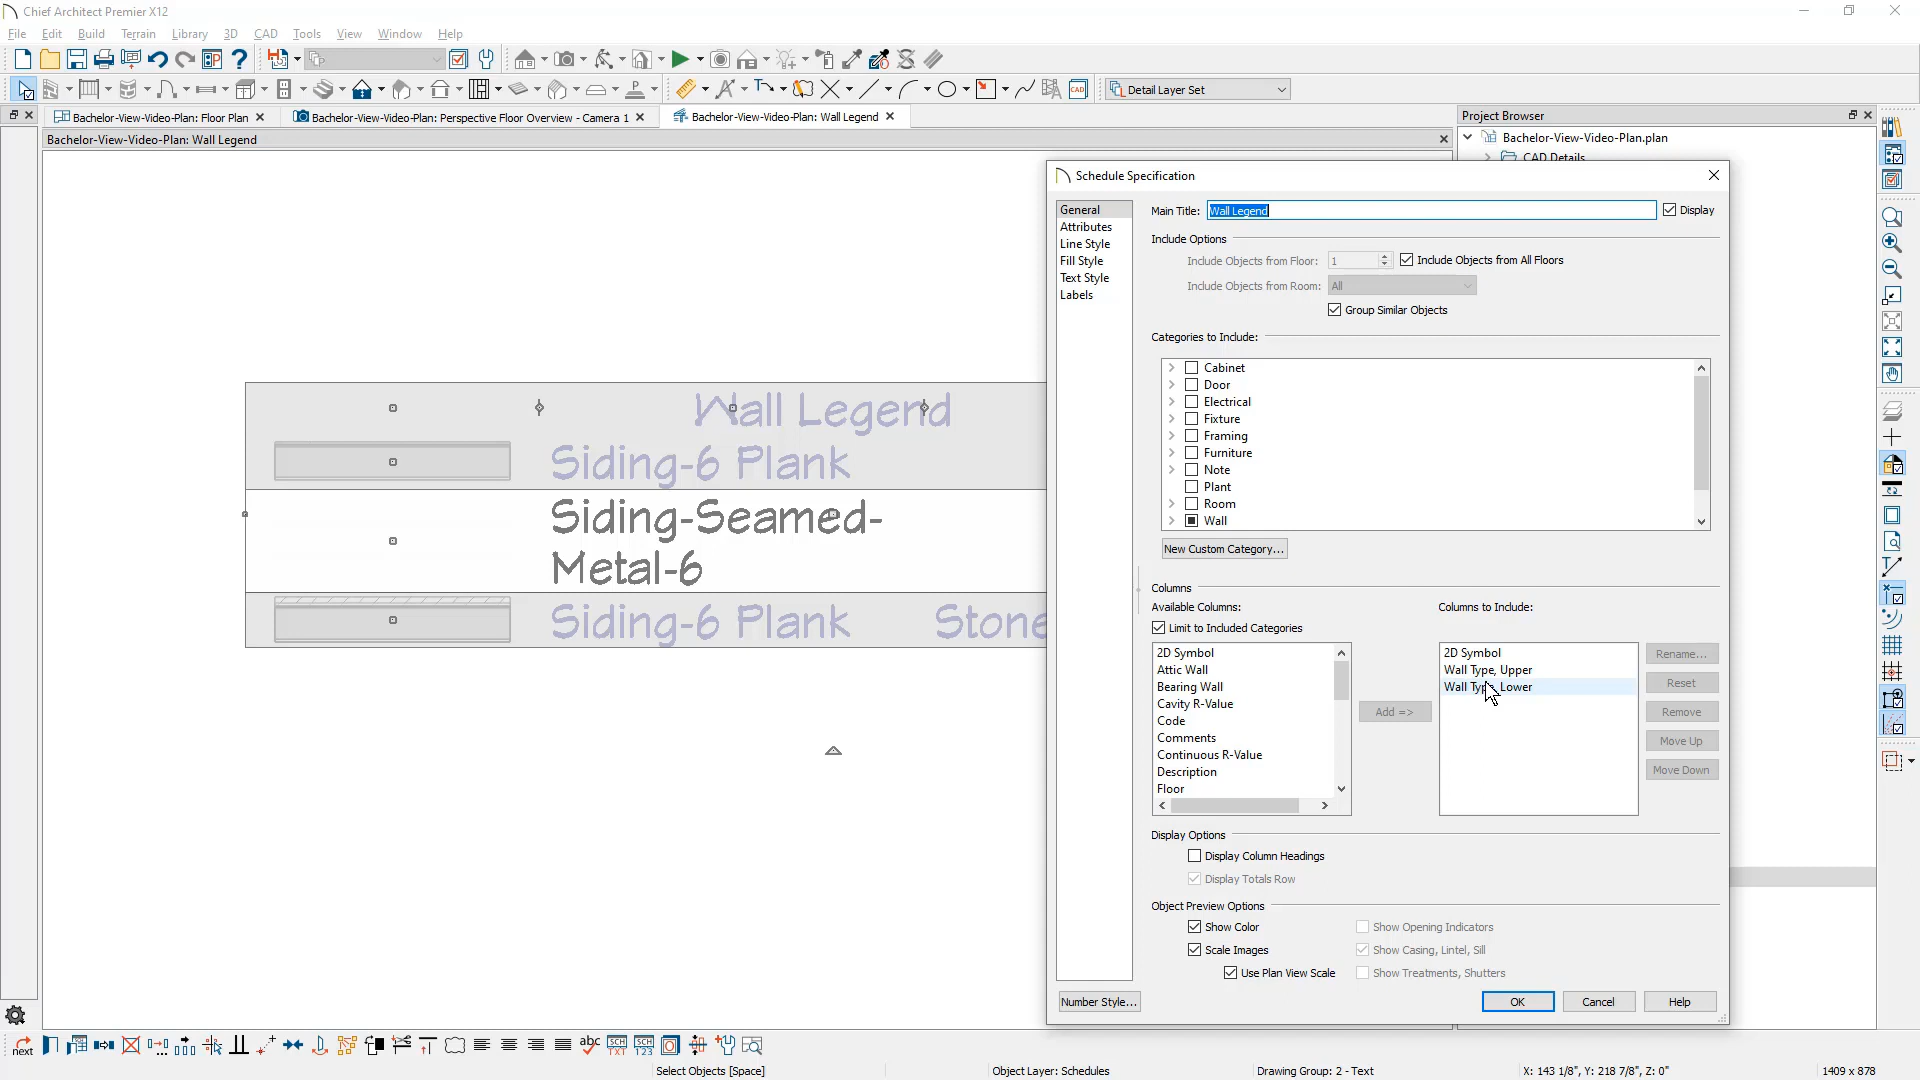 Chief Architect Premier X12
File Edit Build Terrain Library 3D CAD Tools View Window Help
Detail Layer Set
Bachelor-View-Video-Plan: Floor Plan
Bachelor-View-Video-Plan: Perspective Floor Overview - Camera 1
Bachelor-View-Video-Plan: Wall Legend
Project Browser
Bachelor-View-Video-Plan: Wall Legend
Bachelor-View-Video-Plan.plan
CAD Details
Schedule Specification
General
Attributes
Line Style
Fill Style
Text Style
Labels
Main Title: Wall Legend Display
Include Options
Include Objects from Floor: 1 Include Objects from All Floors
Include Objects from Room: All
Group Similar Objects
Categories to Include:
Cabinet
Door
Electrical
Fixture
Framing
Furniture
Note
Plant
Room
Wall
New Custom Category...
Wall Legend
Siding-6 Plank
Siding-Seamed-
Metal-6
Siding-6 Plank Stone
Columns
Available Columns: Columns to Include:
Limit to Included Categories
2D Symbol
Attic Wall
Bearing Wall
Cavity R-Value
Code
Comments
Continuous R-Value
Description
Floor
Add =>
2D Symbol
Wall Type, Upper
Wall Type, Lower
Rename...
Reset
Remove
Move Up
Move Down
Display Options
Display Column Headings
Display Totals Row
Object Preview Options
Show Color Show Opening Indicators
Scale Images Show Casing, Lintel, Sill
Use Plan View Scale Show Treatments, Shutters
Number Style... OK Cancel Help
next abc SCH TXT SCH 123
Select Objects [Space] Object Layer: Schedules Drawing Group: 2 - Text X: 143 1/8", Y: 218 7/8", Z: 0" 1409 x 878